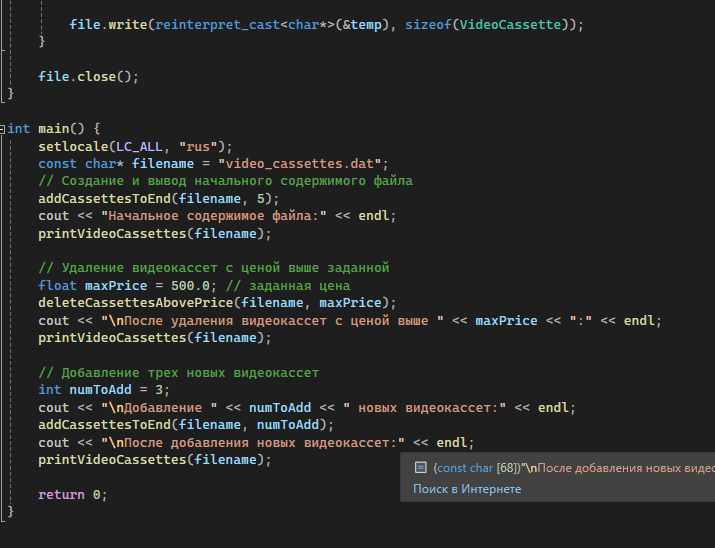 file.write(reinterpret_cast<char*>(&temp), sizeof(VideoCassette));
}
file.close();
}
int main() {
setlocale(LC_ALL, "rus");
const char* filename = "video_cassettes.dat";
// Создание и вывод начального содержимого файла
addCassettesToEnd(filename, 5);
cout << "Начальное содержимое файла:" << endl;
printVideoCassettes(filename);
// Удаление видеокассет с ценой выше заданной
float maxPrice = 500.0; // заданная цена
deleteCassettesAbovePrice(filename, maxPrice);
cout << "\nПосле удаления видеокассет с ценой выше " << maxPrice << ":" << endl;
printVideoCassettes(filename);
// Добавление трех новых видеокассет
int numToAdd = 3;
cout << "\nДобавление " << numToAdd << " новых видеокассет:" << endl;
addCassettesToEnd(filename, numToAdd);
cout << "\nПосле добавления новых видеокассет:" << endl;
printVideoCassettes(filename);
(const char [68])"\nПосле добавления новых видео
Поиск в Интернете
return 0;
}